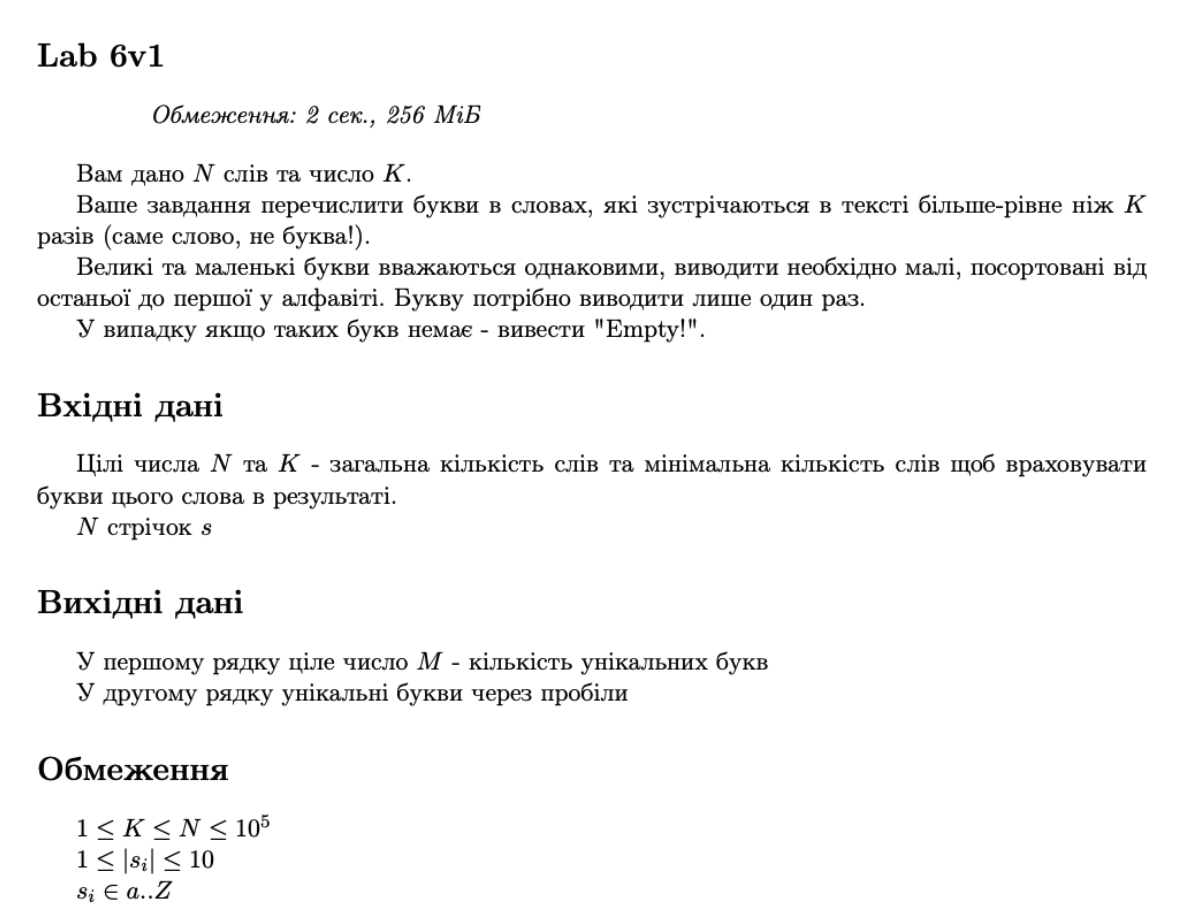 Lab 6v1
Обмеження: 2 сек., 256 МіБ
Вам дано N слів та число K.
Ваше завдання перечислити букви в словах, які зустрічаються в тексті більше-рівне ніж K
разів (саме слово, не буква!).
Великі та маленькі букви вважаються однаковими, виводити необхідно малі, посортовані від
останьої до першої у алфавіті. Букву потрібно виводити лише один раз.
У випадку якщо таких букв немає - вивести "Empty!".
Вхідні дані
Цілі числа N та K - загальна кількість слів та мінімальна кількість слів щоб враховувати
букви цього слова в результаті.
N стрічок s
Вихідні дані
У першому рядку ціле число M - кількість унікальних букв
У другому рядку унікальні букви через пробіли
Обмеження
1 ≤ K ≤ N ≤ 10⁵
1 ≤ |sᵢ| ≤ 10
sᵢ ∈ a..Z